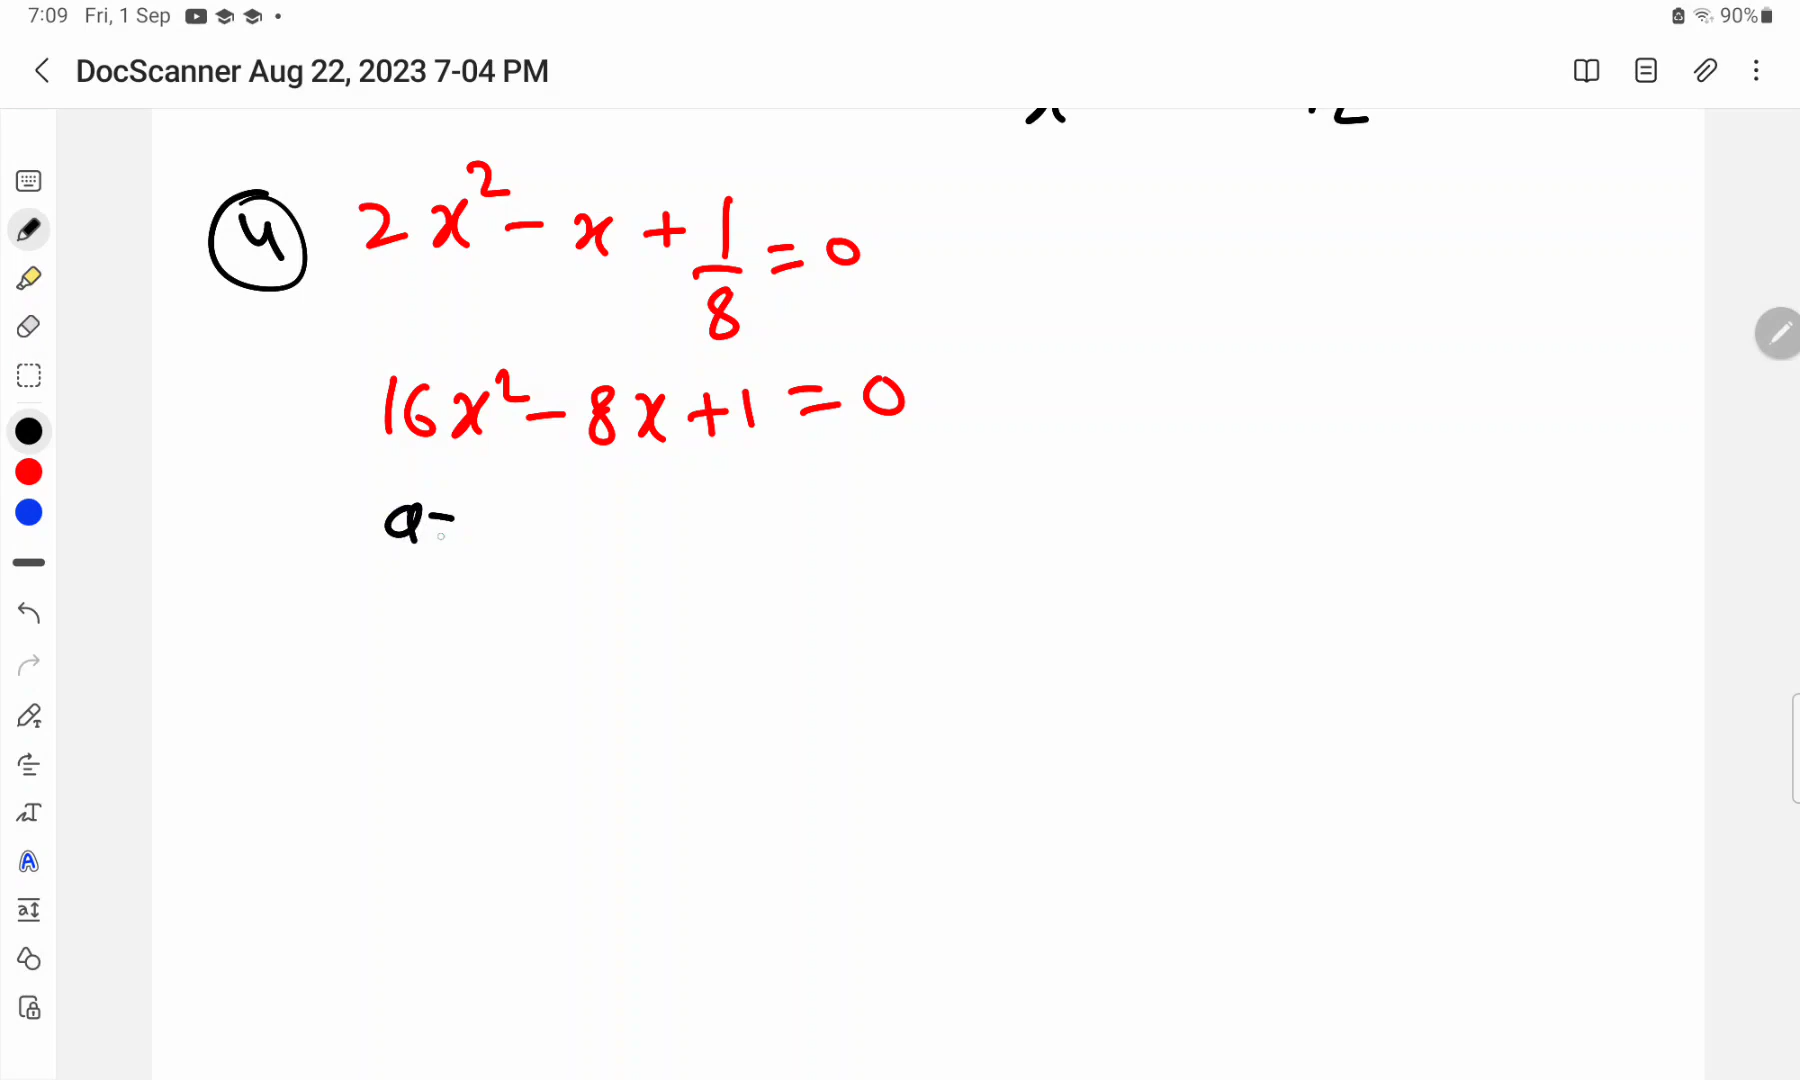 7:09 Fri, 1 Sep 90%
DocScanner Aug 22, 2023 7-04 PM
④ 2x² - x + 1/8 = 0
16x² - 8x + 1 = 0
a=